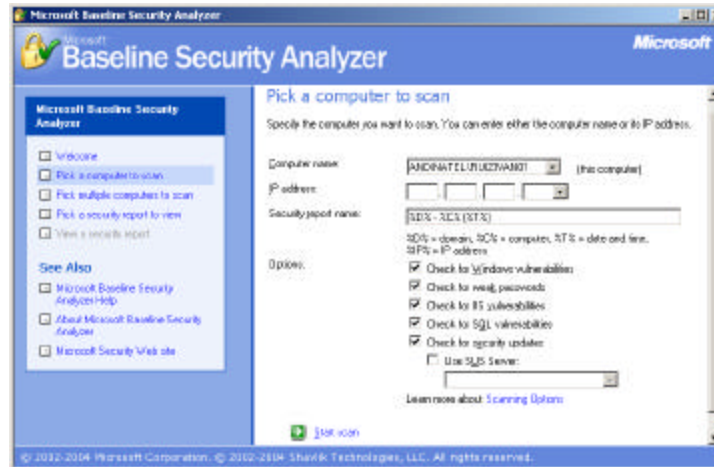 Microsoft Baseline Security Analyzer
Microsoft
Baseline Security Analyzer
Microsoft
Microsoft Baseline Security
Analyzer
Welcome
Pick a computer to scan
Pick multiple computers to scan
Pick a security report to view
View a security report
See Also
Microsoft Baseline Security
Analyzer Help
About Microsoft Baseline Security
Analyzer
Microsoft Security Web site
Pick a computer to scan
Specify the computer you want to scan. You can enter either the computer name or its IP address.
Computer name:
(this computer)
IP address:
Security report name:
%D% - %C% (%T%)
%D% = domain, %C% = computer, %T% = date and time,
%IP% = IP address
Options:
Check for Windows vulnerabilities
Check for weak passwords
Check for IIS vulnerabilities
Check for SQL vulnerabilities
Check for security updates
Use SUS Server:
Learn more about Scanning Options
Start scan
© 2002-2004 Microsoft Corporation. © 2002-2004 Shavlik Technologies, LLC. All rights reserved.